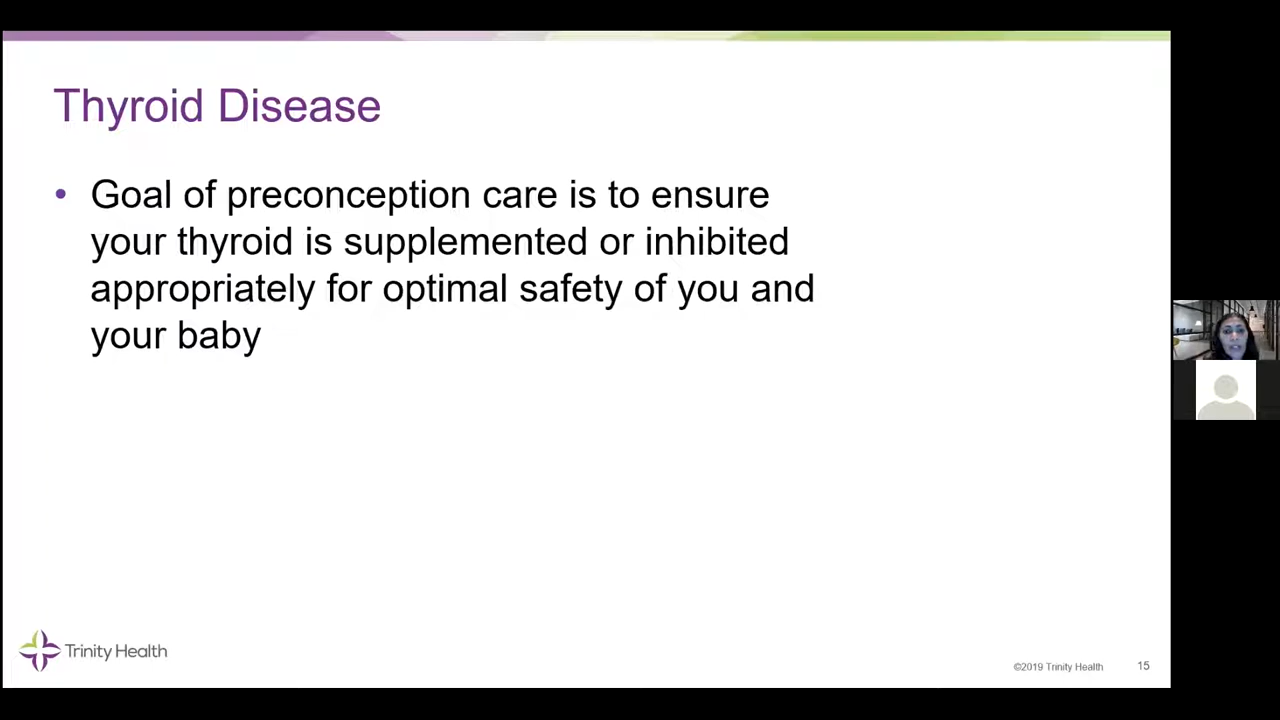 Thyroid Disease
• Goal of preconception care is to ensure
your thyroid is supplemented or inhibited
appropriately for optimal safety of you and
your baby
Trinity Health
©2019 Trinity Health
15